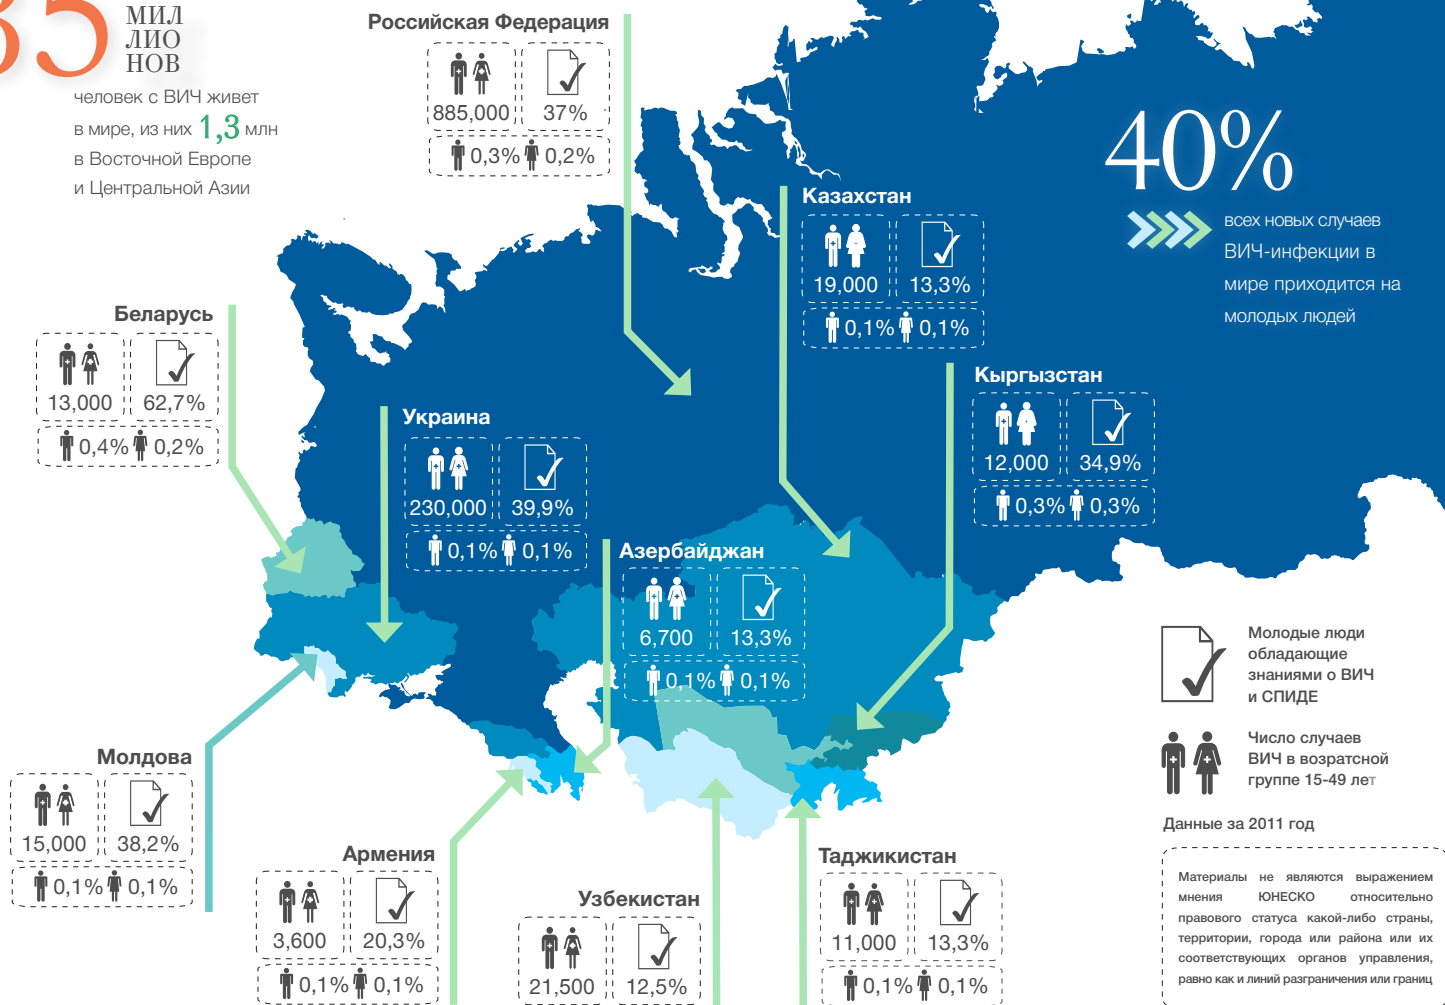 35
МИЛ
ЛИО
НОВ
человек с ВИЧ живет
в мире, из них 1,3 млн
в Восточной Европе
и Центральной Азии
Российская Федерация
885,000 37%
0,3% 0,2%
40%
всех новых случаев
ВИЧ-инфекции в
мире приходится на
молодых людей
Казахстан
19,000 13,3%
0,1% 0,1%
Беларусь
13,000 62,7%
0,4% 0,2%
Кыргызстан
12,000 34,9%
0,3% 0,3%
Украина
230,000 39,9%
0,1% 0,1%
Азербайджан
6,700 13,3%
0,1% 0,1%
Молдова
15,000 38,2%
0,1% 0,1%
Армения
3,600 20,3%
0,1% 0,1%
Узбекистан
21,500 12,5%
Таджикистан
11,000 13,3%
0,1% 0,1%
Молодые люди
обладающие
знаниями о ВИЧ
и СПИДЕ
Число случаев
ВИЧ в возратсной
группе 15-49 лет
Данные за 2011 год
Материалы не являются выражением
мнения ЮНЕСКО относительно
правового статуса какой-либо страны,
территории, города или района или их
соответствующих органов управления,
равно как и линий разграничения или границ